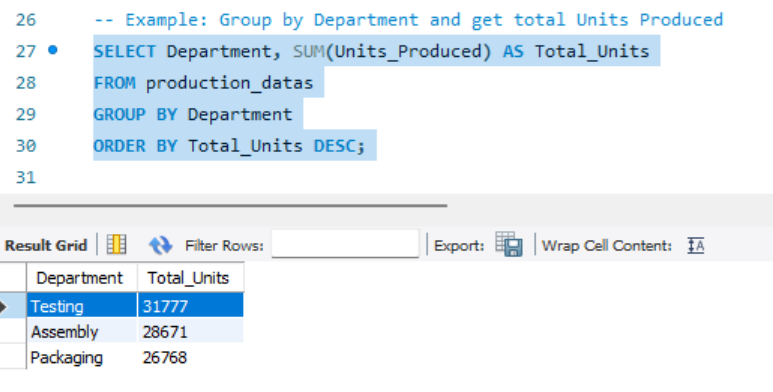 26 -- Example: Group by Department and get total Units Produced
27 SELECT Department, SUM(Units_Produced) AS Total_Units
28 FROM production_datas
29 GROUP BY Department
30 ORDER BY Total_Units DESC;
31
Result Grid Filter Rows: Export: Wrap Cell Content: IA
Department Total_Units
Testing 31777
Assembly 28671
Packaging 26768